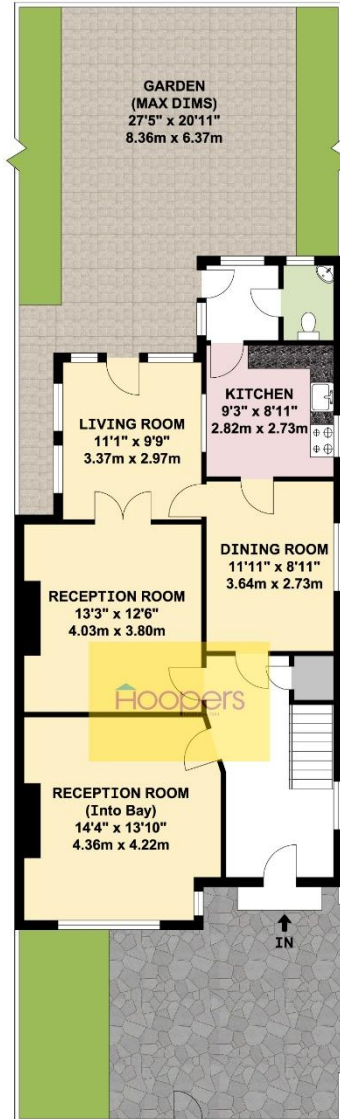 GARDEN
(MAX DIMS)
27'5" x 20'11"
8.36m x 6.37m
KITCHEN
9'3" x 8'11"
2.82m x 2.73m
LIVING ROOM
11'1" x 9'9"
3.37m x 2.97m
DINING ROOM
11'11" x 8'11"
3.64m x 2.73m
RECEPTION ROOM
13'3" x 12'6"
4.03m x 3.80m
Hoopers
RECEPTION ROOM
(Into Bay)
14'4" x 13'10"
4.36m x 4.22m
IN